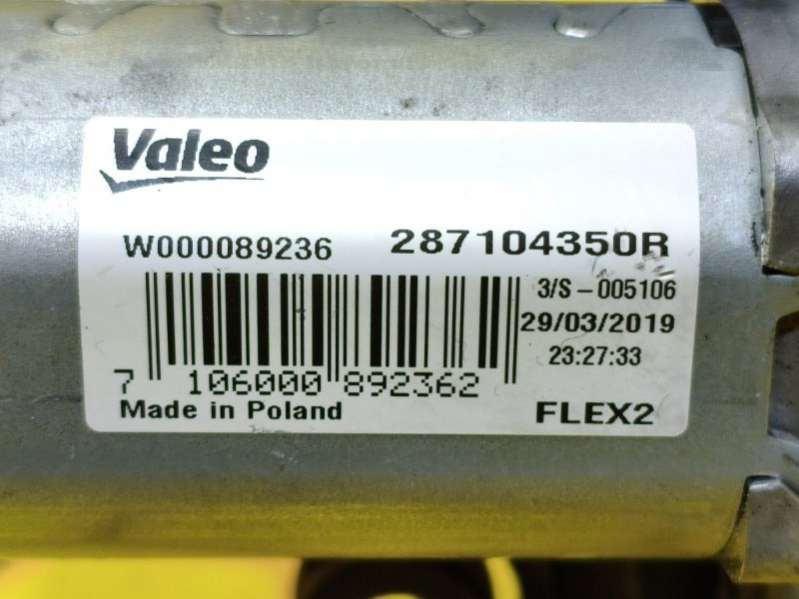 Valeo
W000089236 287104350R
3/S-005106
29/03/2019
23:27:33
7 106000 892362
Made in Poland FLEX2